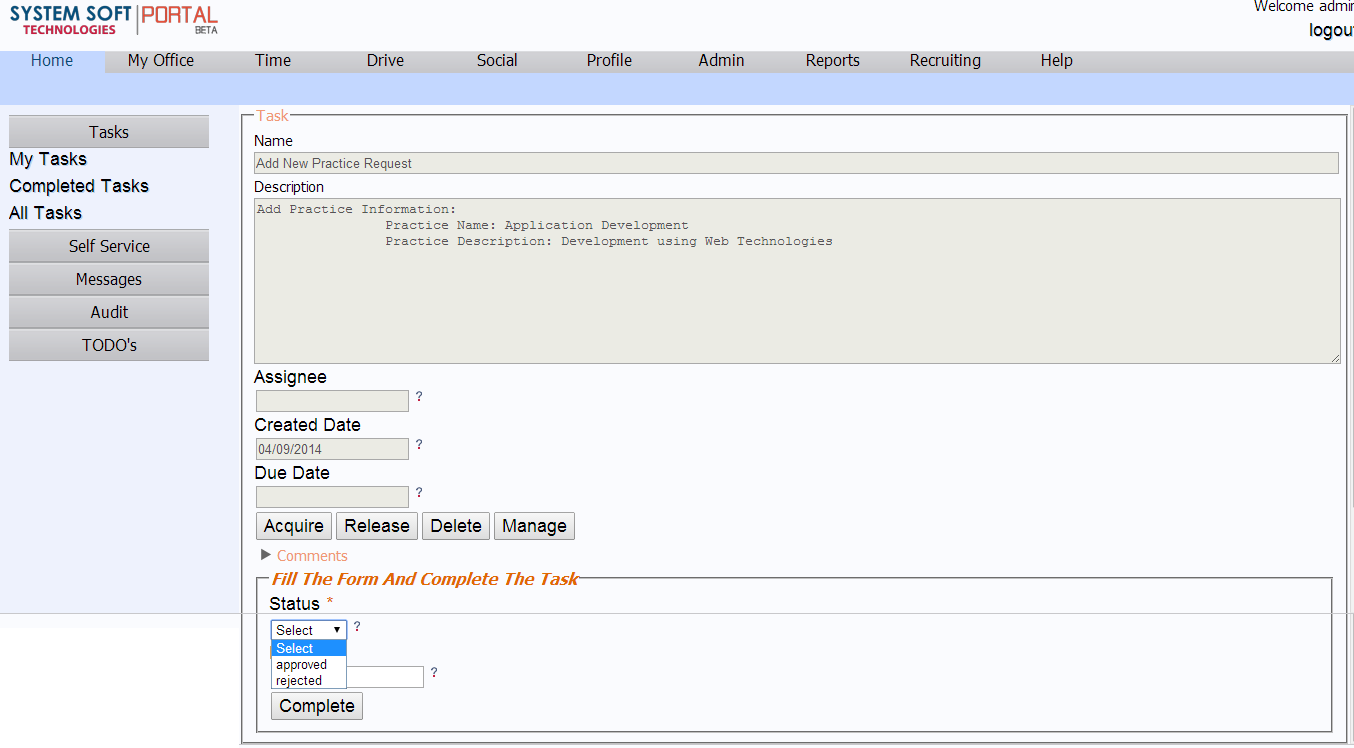 SYSTEM SOFT PORTAL
TECHNOLOGIES BETA
Welcome admin
logout
Home My Office Time Drive Social Profile Admin Reports Recruiting Help
Tasks
My Tasks
Completed Tasks
All Tasks
Self Service
Messages
Audit
TODO's
Task
Name
Add New Practice Request
Description
Add Practice Information:
Practice Name: Application Development
Practice Description: Development using Web Technologies
Assignee
?
Created Date
04/09/2014 ?
Due Date
?
Acquire Release Delete Manage
Comments
Fill The Form And Complete The Task
Status *
Select ?
Select
approved
rejected
?
Complete